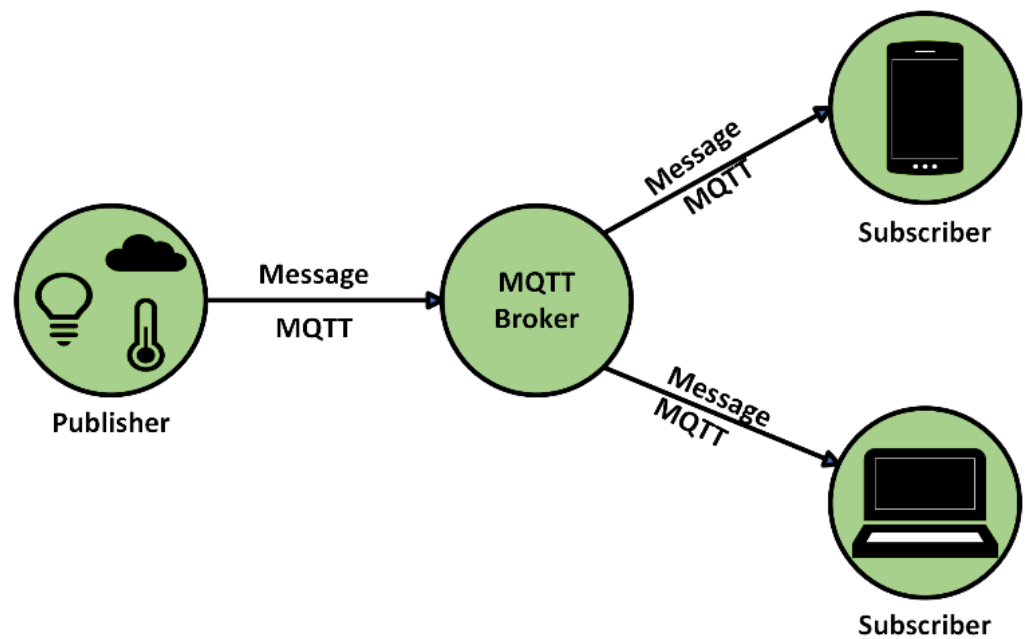 Message
MQTT
Publisher
MQTT
Broker
Message
MQTT
Subscriber
Message
MQTT
Subscriber